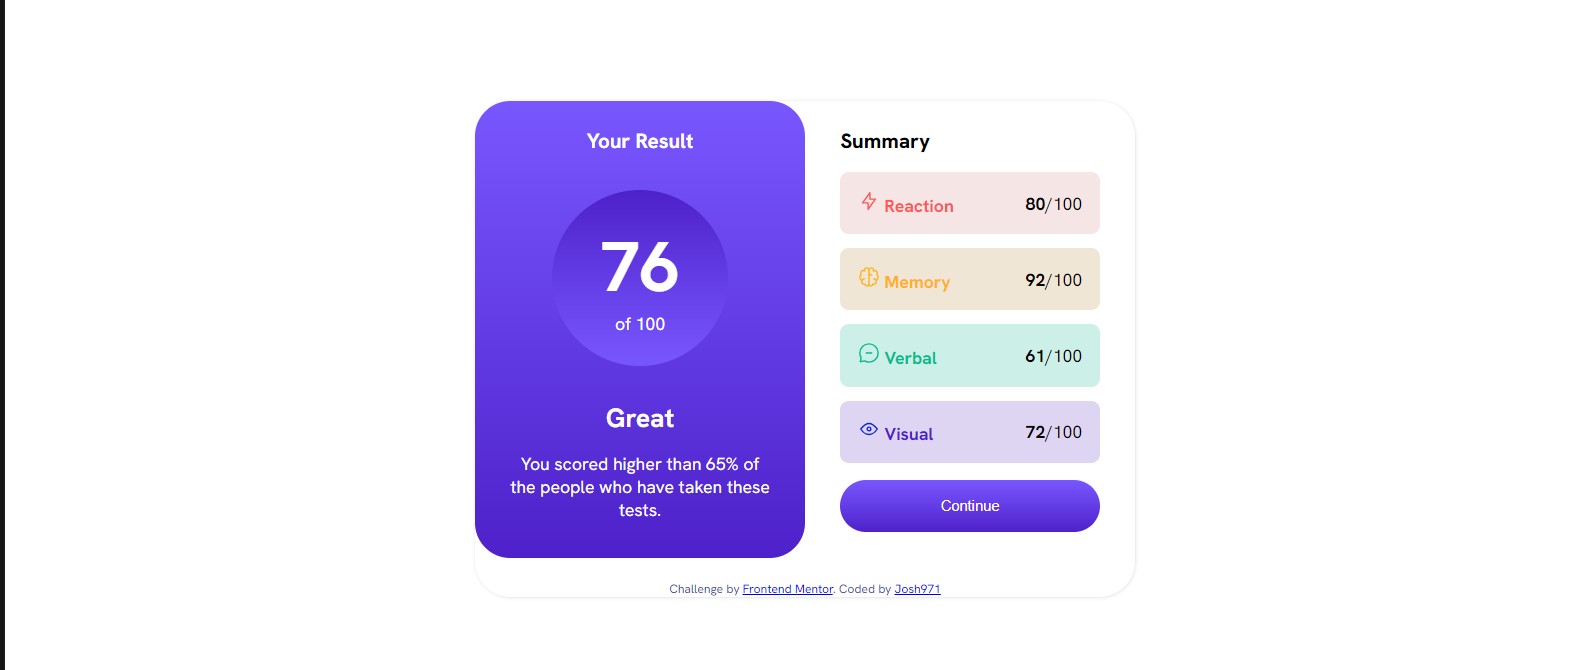 Your Result
76
of 100
Great
You scored higher than 65% of
the people who have taken these
tests.
Summary
Reaction 80/100
Memory 92/100
Verbal 61/100
Visual 72/100
Continue
Challenge by Frontend Mentor. Coded by Josh971